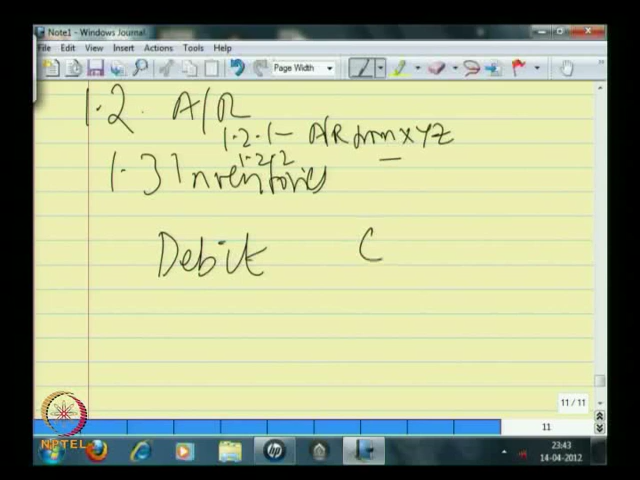 Note1 - Windows Journal
File Edit View Insert Actions Tools Help
Page Width
1.2. A/R
1.2.1 - A/R from XYZ
1.2.2
1.3 Inventories
Debit C
11 / 11
11
NPTEL
23:43
14-04-2012